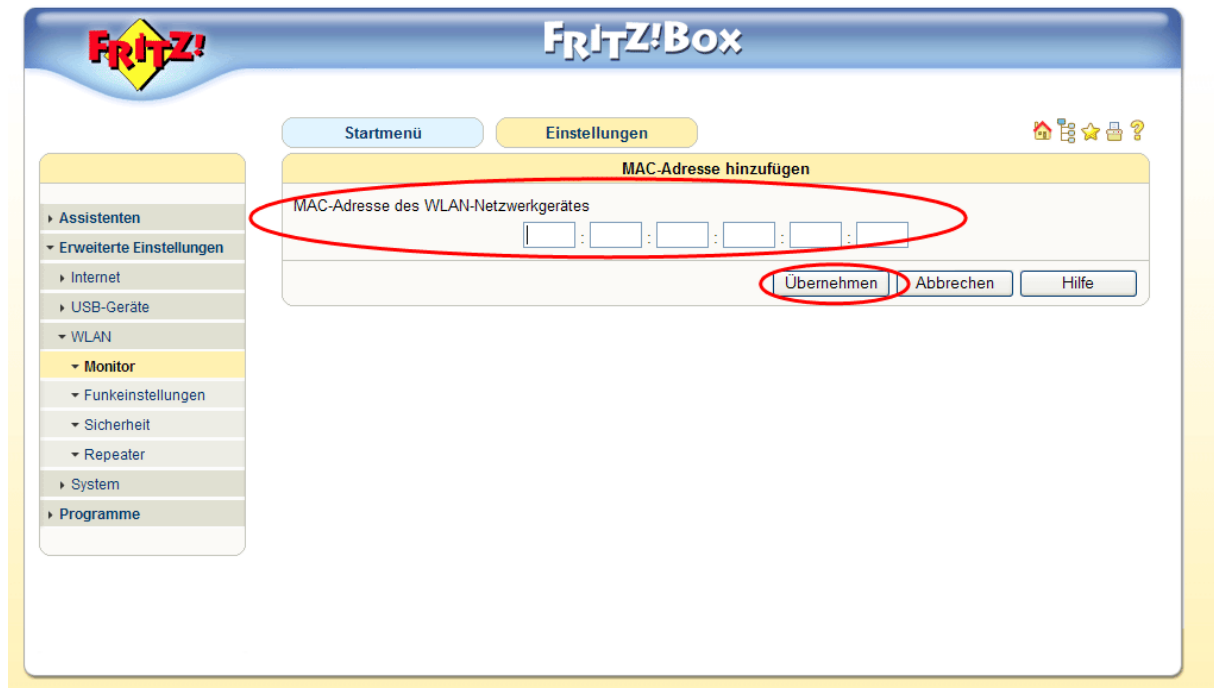 FRITZ!
FRITZ!Box
Startmenü
Einstellungen
?
MAC-Adresse hinzufügen
MAC-Adresse des WLAN-Netzwerkgerätes
: : : : :
Übernehmen
Abbrechen
Hilfe
Assistenten
Erweiterte Einstellungen
Internet
USB-Geräte
WLAN
Monitor
Funkeinstellungen
Sicherheit
Repeater
System
Programme